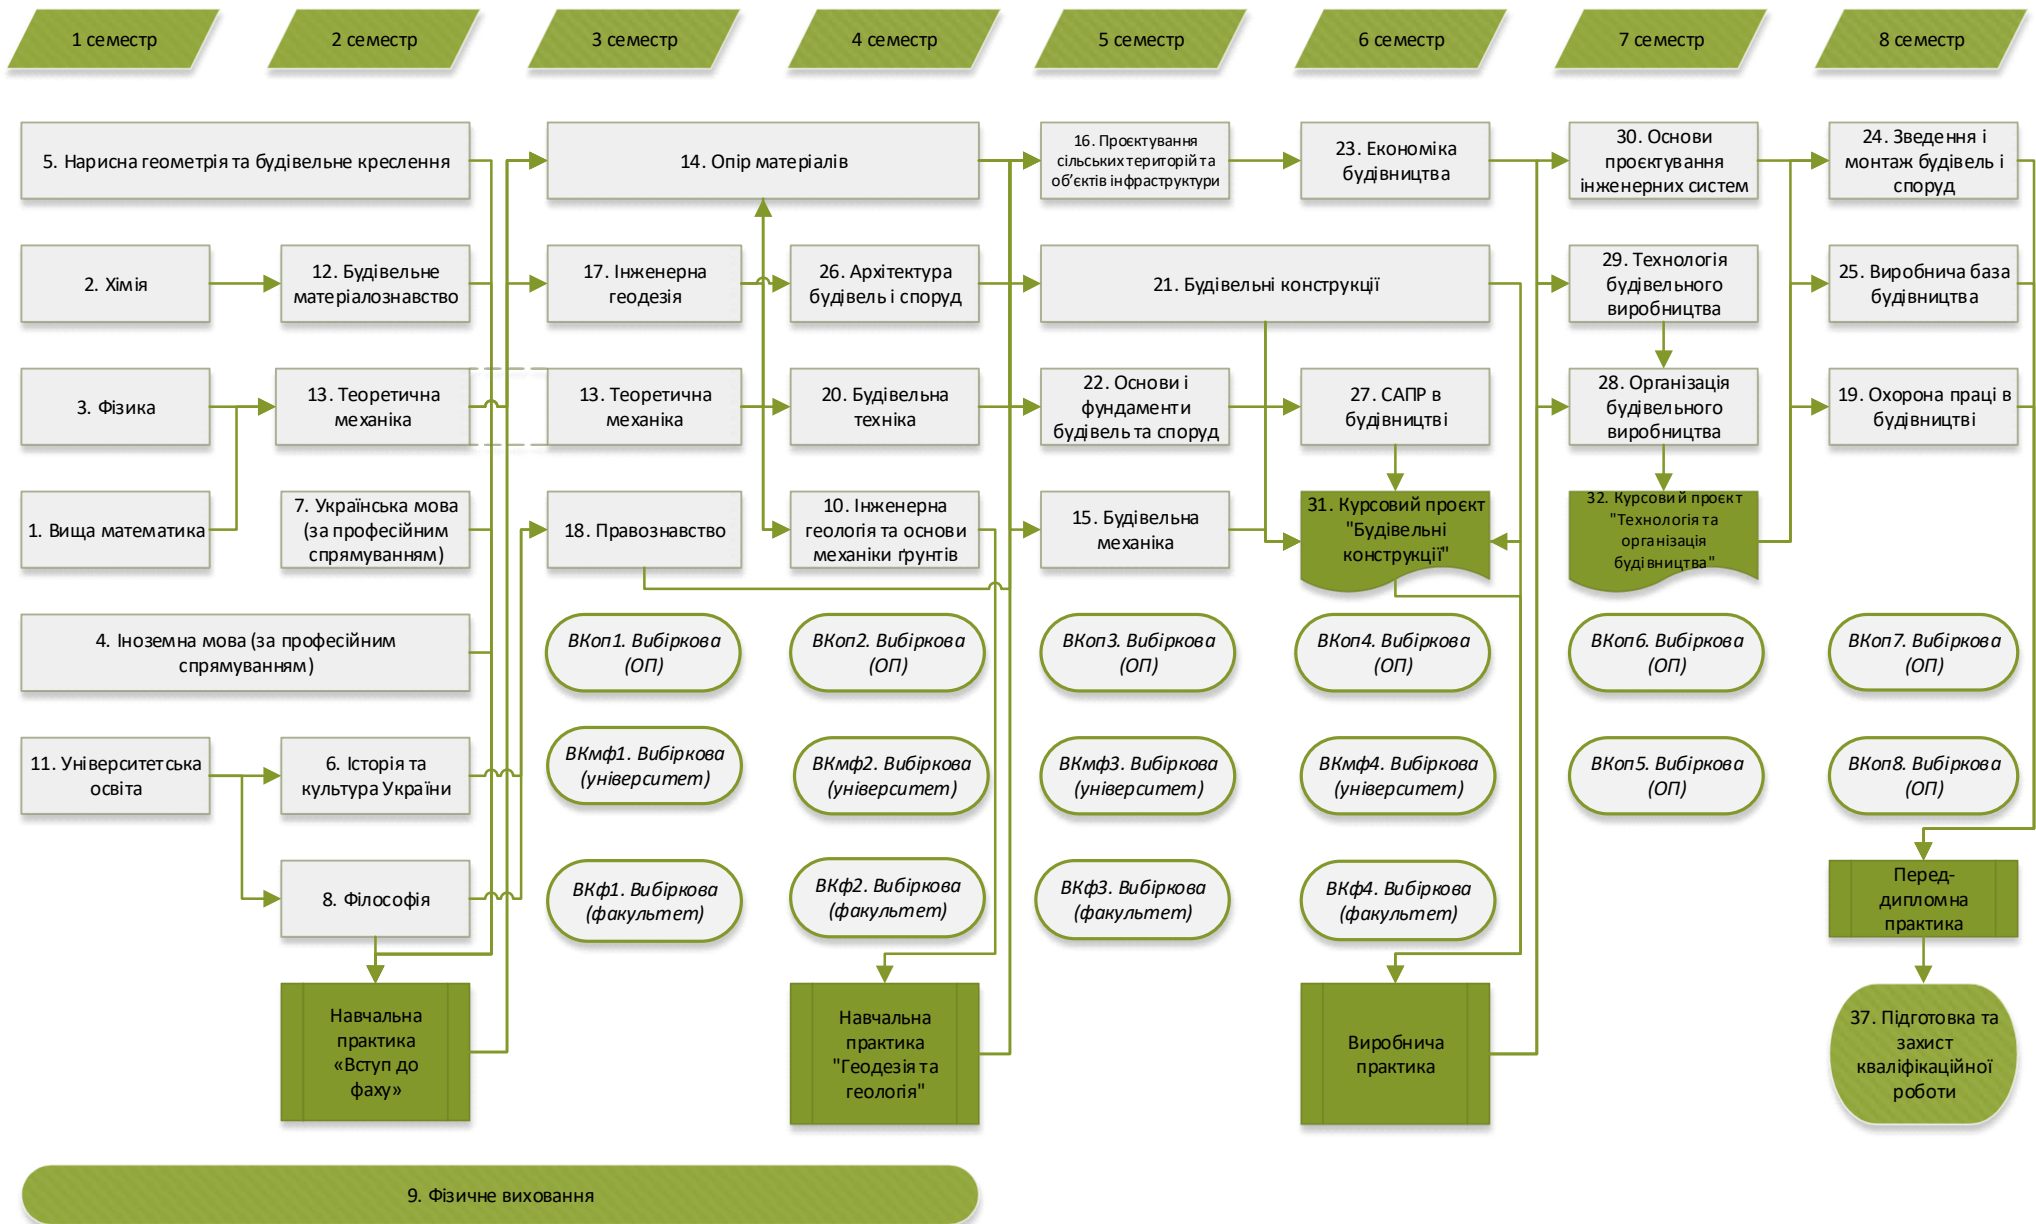 1 семестр
2 семестр
3 семестр
4 семестр
5 семестр
6 семестр
7 семестр
8 семестр
5. Нарисна геометрія та будівельне креслення
14. Опір матеріалів
16. Проєктування
сільських територій та
об'єктів інфраструктури
23. Економіка
будівництва
30. Основи
проєктування
інженерних систем
24. Зведення і
монтаж будівель і
споруд
2. Хімія
12. Будівельне
матеріалознавство
17. Інженерна
геодезія
26. Архітектура
будівель і споруд
21. Будівельні конструкції
29. Технологія
будівельного
виробництва
25. Виробнича база
будівництва
3. Фізика
13. Теоретична
механіка
13. Теоретична
механіка
20. Будівельна
техніка
22. Основи і
фундаменти
будівель та споруд
27. САПР в
будівництві
28. Організація
будівельного
виробництва
19. Охорона праці в
будівництві
1. Вища математика
7. Українська мова
(за професійним
спрямуванням)
18. Правознавство
10. Інженерна
геологія та основи
механіки ґрунтів
15. Будівельна
механіка
31. Курсовий проєкт
"Будівельні
конструкції"
32. Курсовий проєкт
"Технологія та
організація
будівництва"
4. Іноземна мова (за професійним
спрямуванням)
ВКоп1. Вибіркова
(ОП)
ВКоп2. Вибіркова
(ОП)
ВКоп3. Вибіркова
(ОП)
ВКоп4. Вибіркова
(ОП)
ВКоп6. Вибіркова
(ОП)
ВКоп7. Вибіркова
(ОП)
11. Університетська
освіта
6. Історія та
культура України
ВКмф1. Вибіркова
(університет)
ВКмф2. Вибіркова
(університет)
ВКмф3. Вибіркова
(університет)
ВКмф4. Вибіркова
(університет)
ВКоп5. Вибіркова
(ОП)
ВКоп8. Вибіркова
(ОП)
8. Філософія
ВКф1. Вибіркова
(факультет)
ВКф2. Вибіркова
(факультет)
ВКф3. Вибіркова
(факультет)
ВКф4. Вибіркова
(факультет)
Перед-
дипломна
практика
Навчальна
практика
«Вступ до
фаху»
Навчальна
практика
"Геодезія та
геологія"
Виробнича
практика
37. Підготовка та
захист
кваліфікаційної
роботи
9. Фізичне виховання